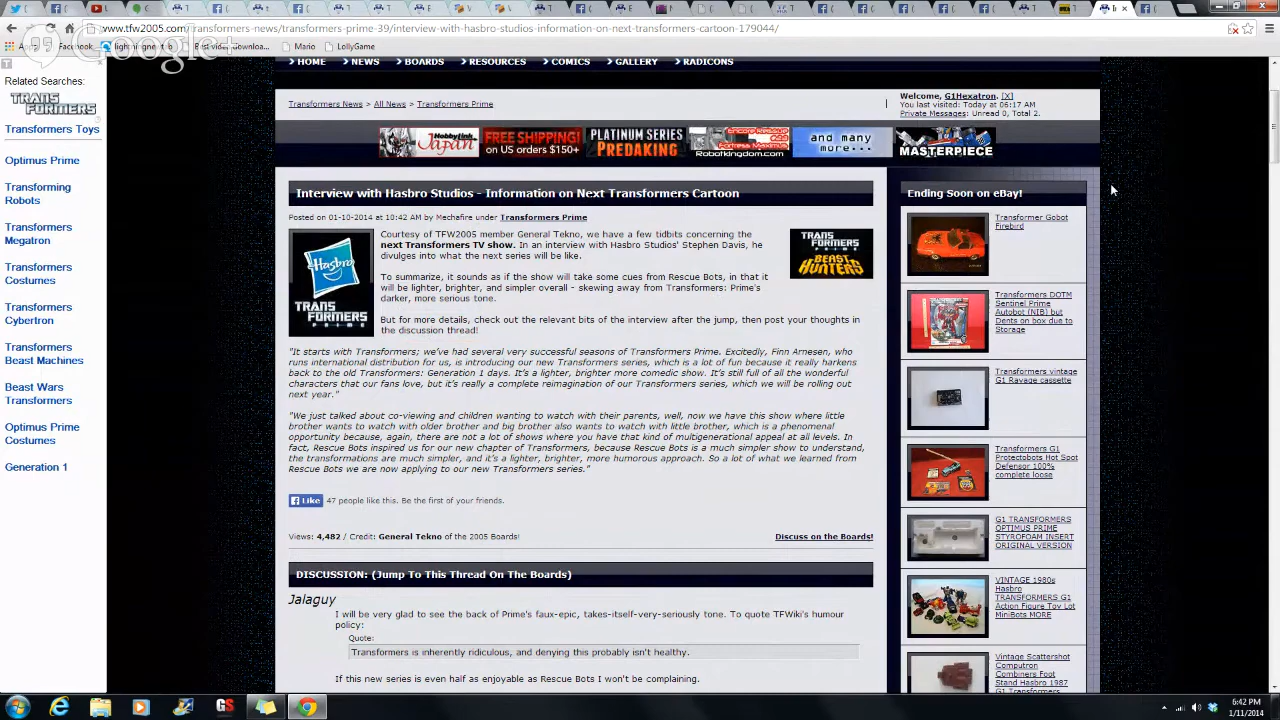 www.tfw2005.com/transformers-news/transformers-prime-39/interview-with-hasbro-studios-information-on-next-transformers-cartoon-179044/
Google+
Facebook
Mario
LollyGame
Related Searches:
TRANSFORMERS
Transformers Toys
Optimus Prime
Transforming
Robots
Transformers
Megatron
Transformers
Costumes
Transformers
Cybertron
Transformers
Beast Machines
Beast Wars
Transformers
Optimus Prime
Costumes
Generation 1
HOME
NEWS
BOARDS
RESOURCES
COMICS
GALLERY
RADICONS
Transformers News > All News > Transformers Prime
Welcome, G1Hexatron. [X]
You last visited: Today at 06:17 AM
Private Messages: Unread 0, Total 2.
HobbyLink
Japan
FREE SHIPPING!
on US orders $150+
PLATINUM SERIES
PREDAKING
Encore Reissue
Fortress Maximus
RobotKingdom.com
and many
more...
MASTERPIECE
Interview with Hasbro Studios - Information on Next Transformers Cartoon
Posted on 01-10-2014 at 10:42 AM by Mechafire under Transformers Prime
Hasbro
TRANSFORMERS
PRIME
TRANSFORMERS
PRIME
BEAST
HUNTERS
Courtesy of TFW2005 member General Tekno, we have a few tidbits concerning the
next Transformers TV show. In an interview with Hasbro Studios' Stephen Davis, he
divulges into what the next series will be like.
To summarize, it sounds as if the show will take some cues from Rescue Bots, in that it
will be lighter, brighter, and simpler overall - skewing away from Transformers: Prime's
darker, more serious tone.
But for more details, check out the relevant bits of the interview after the jump, then post your thoughts in
the discussion thread!
"It starts with Transformers; we've had several very successful seasons of Transformers Prime. Excitedly, Finn Arnesen, who
runs international distribution for us, is introducing our new Transformers series, which is a lot of fun because it really harkens
back to the old Transformers: Generation 1 days. It's a lighter, brighter more comedic show. It's still full of all the wonderful
characters that our fans love, but it's really a complete reimagination of our Transformers series, which we will be rolling out
next year.
"We just talked about co-viewing and children wanting to watch with their parents, well, now we have this show where little
brother wants to watch with older brother and big brother also wants to watch with little brother, which is a phenomenal
opportunity because, again, there are not a lot of shows where you have that kind of multigenerational appeal at all levels. In
fact, Rescue Bots inspired out for our new chapter of Transformers, because Rescue Bots is a much simpler show to understand,
the transformations are much simpler, and it's a lighter, brighter, more humorous approach. So a lot of what we learned from
Rescue Bots we are now applying to our new Transformers series."
Like
47 people like this. Be the first of your friends.
Views: 4,482 / Credit: General Tekno of the 2005 Boards!
Discuss on the Boards!
DISCUSSION: (Jump To This Thread On The Boards)
Jalaguy
I will be very glad to see the back of Prime's faux-epic, takes-itself-very-seriously tone. To quote TFWiki's humour
policy:
Quote:
Transformers is inherently ridiculous, and denying this probably isn't healthy.
If this new show is even half as enjoyable as Rescue Bots I won't be complaining.
Ending Soon on eBay!
Transformer Gobot
Firebird
Transformers DOTM
Sentinel Prime
Autobot (NIB) but
Dents on box due to
Storage
Transformers vintage
G1 Ravage cassette
Transformers G1
Protectobots Hot Spot
Defensor 100%
complete loose
G1 TRANSFORMERS
OPTIMUS PRIME
STYROFOAM INSERT
ORIGINAL VERSION
VINTAGE 1980s
Hasbro
TRANSFORMERS G1
Action Figure Toy Lot
MiniBots MORE
Vintage Scattershot
Computron
Combiners Foot
Stand Hasbro 1987
G1 Transformers
6:42 PM
1/11/2014